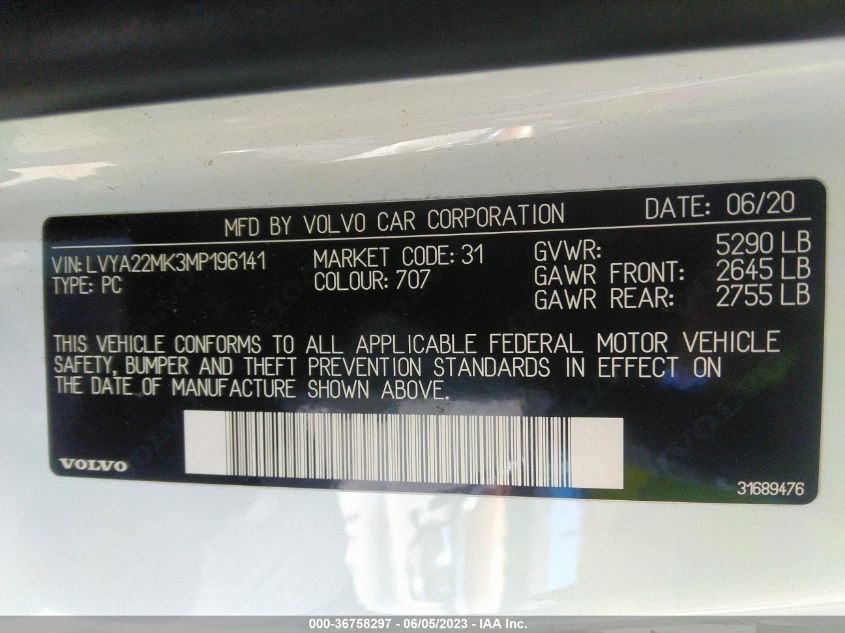 MFD BY VOLVO CAR CORPORATION DATE: 06/20
VIN: LVYA22MK3MP196141 MARKET CODE: 31 GVWR: 5290 LB
TYPE: PC COLOUR: 707 GAWR FRONT: 2645 LB
GAWR REAR: 2755 LB
THIS VEHICLE CONFORMS TO ALL APPLICABLE FEDERAL MOTOR VEHICLE
SAFETY, BUMPER AND THEFT PREVENTION STANDARDS IN EFFECT ON
THE DATE OF MANUFACTURE SHOWN ABOVE.
VOLVO
31689476
000-36758297 - 06/05/2023 - IAA Inc.